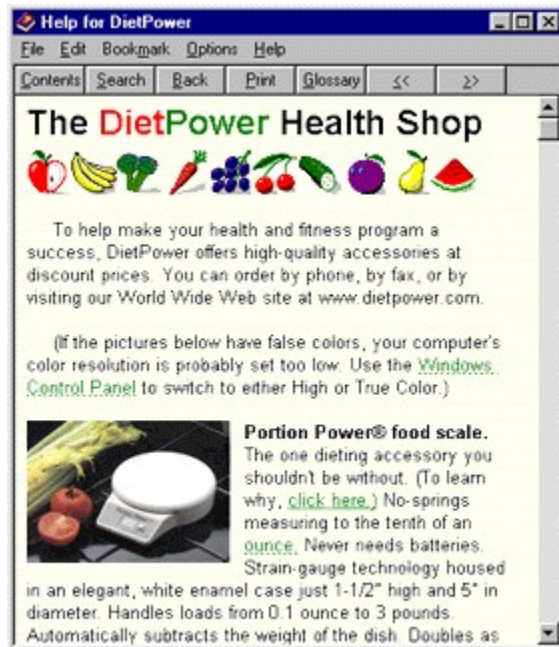 Help for DietPower
File Edit Bookmark Options Help
Contents Search Back Print Glossary << >>
The DietPower Health Shop
To help make your health and fitness program a
success, DietPower offers high-quality accessories at
discount prices. You can order by phone, by fax, or by
visiting our World Wide Web site at www.dietpower.com.
(If the pictures below have false colors, your computer's
color resolution is probably set too low. Use the Windows
Control Panel to switch to either High or True Color.)
Portion Power® food scale.
The one dieting accessory you
shouldn't be without. (To learn
why, click here.) No-springs
measuring to the tenth of an
ounce. Never needs batteries.
Strain-gauge technology housed
in an elegant, white enamel case just 1-1/2" high and 5" in
diameter. Handles loads from 0.1 ounce to 3 pounds.
Automatically subtracts the weight of the dish. Doubles as